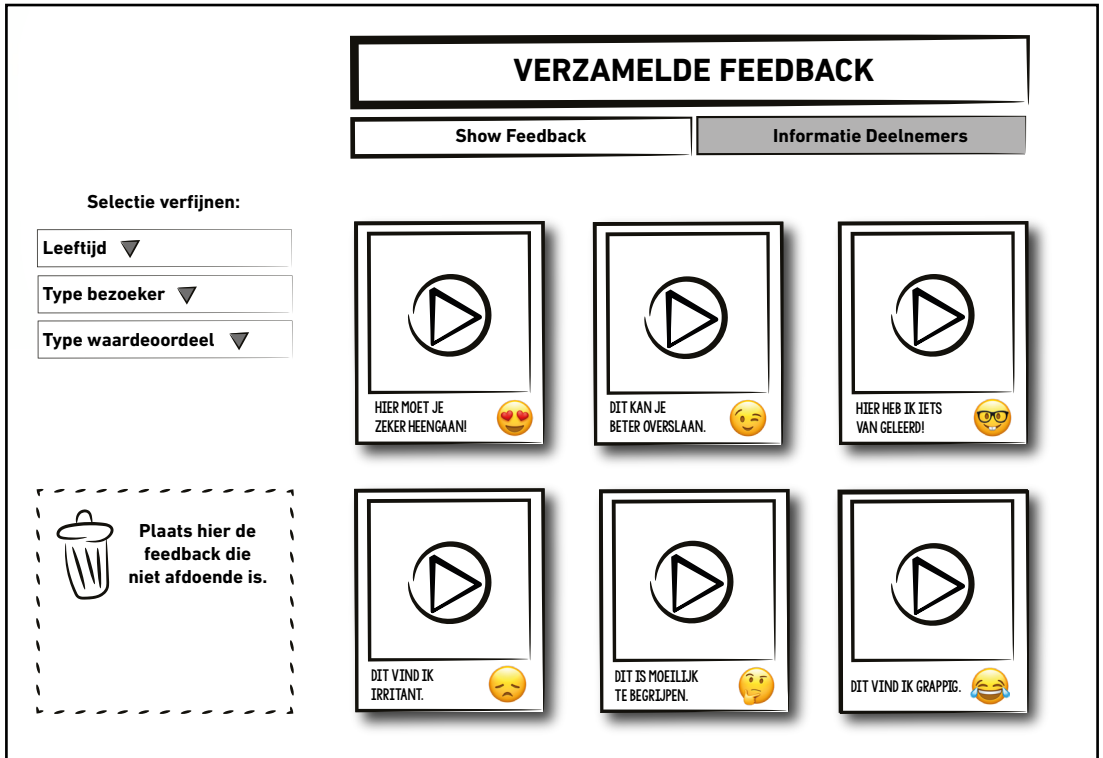 VERZAMELDE FEEDBACK
Show Feedback
Informatie Deelnemers
Selectie verfijnen:
Leeftijd
Type bezoeker
Type waardeoordeel
HIER MOET JE
ZEKER HEENGAAN!
DIT KAN JE
BETER OVERSLAAN.
HIER HEB IK IETS
VAN GELEERD!
Plaats hier de
feedback die
niet afdoende is.
DIT VIND IK
IRRITANT.
DIT IS MOEILIJK
TE BEGRIJPEN.
DIT VIND IK GRAPPIG.